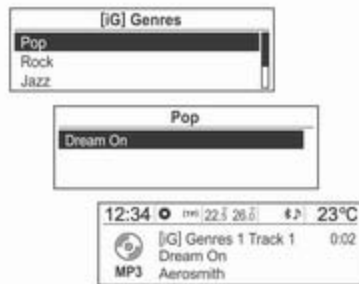 [iG] Genres
Pop
Rock
Jazz
Pop
Dream On
12:34 22.5 26.0 23°C
[iG] Genres 1 Track 1 0:02
Dream On
MP3 Aerosmith